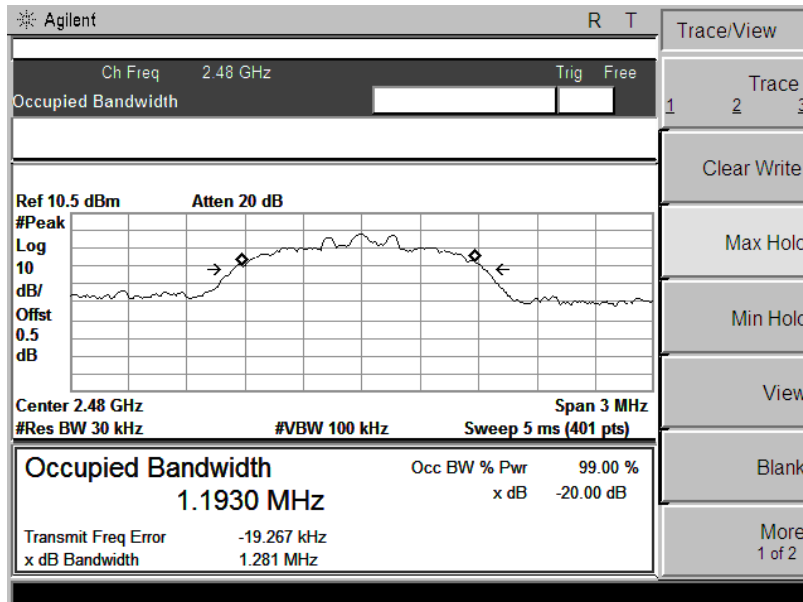 Agilent R T
Ch Freq 2.48 GHz Trig Free
Occupied Bandwidth
Ref 10.5 dBm Atten 20 dB
#Peak
Log
10
dB/
Offst
0.5
dB
Center 2.48 GHz Span 3 MHz
#Res BW 30 kHz #VBW 100 kHz Sweep 5 ms (401 pts)
Occupied Bandwidth Occ BW % Pwr 99.00 %
1.1930 MHz x dB -20.00 dB
Transmit Freq Error -19.267 kHz
x dB Bandwidth 1.281 MHz
Trace/View
Trace
1 2 3
Clear Write
Max Hold
Min Hold
View
Blank
More
1 of 2